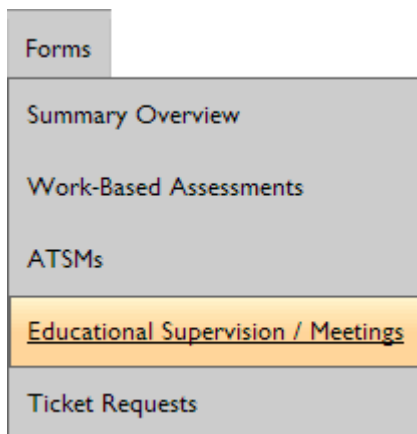 Forms
Summary Overview
Work-Based Assessments
ATSMs
Educational Supervision / Meetings
Ticket Requests